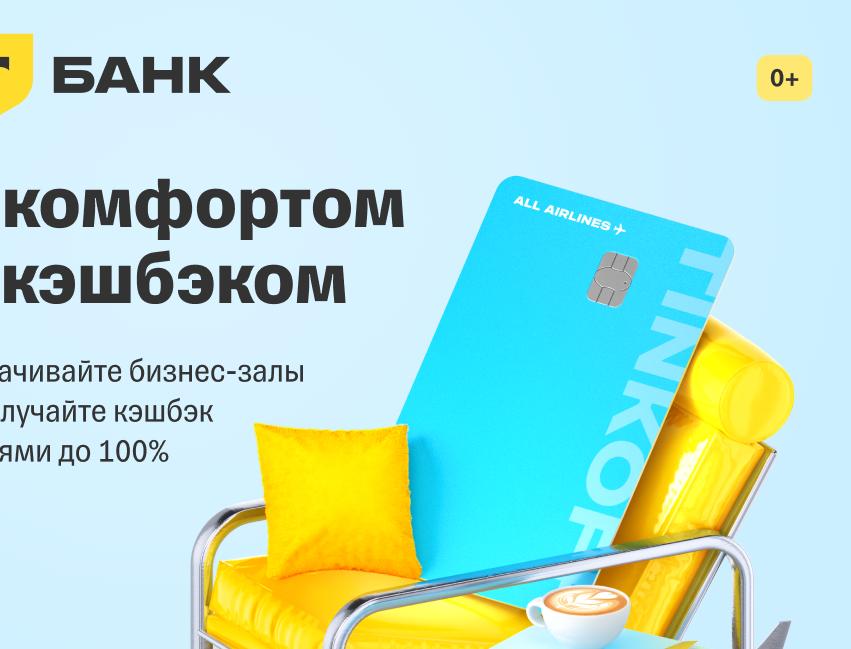 БАНК
0+
комфортом
кэшбэком
ачивайте бизнес-залы
лучайте кэшбэк
ями до 100%
ALL AIRLINES
TINKOF